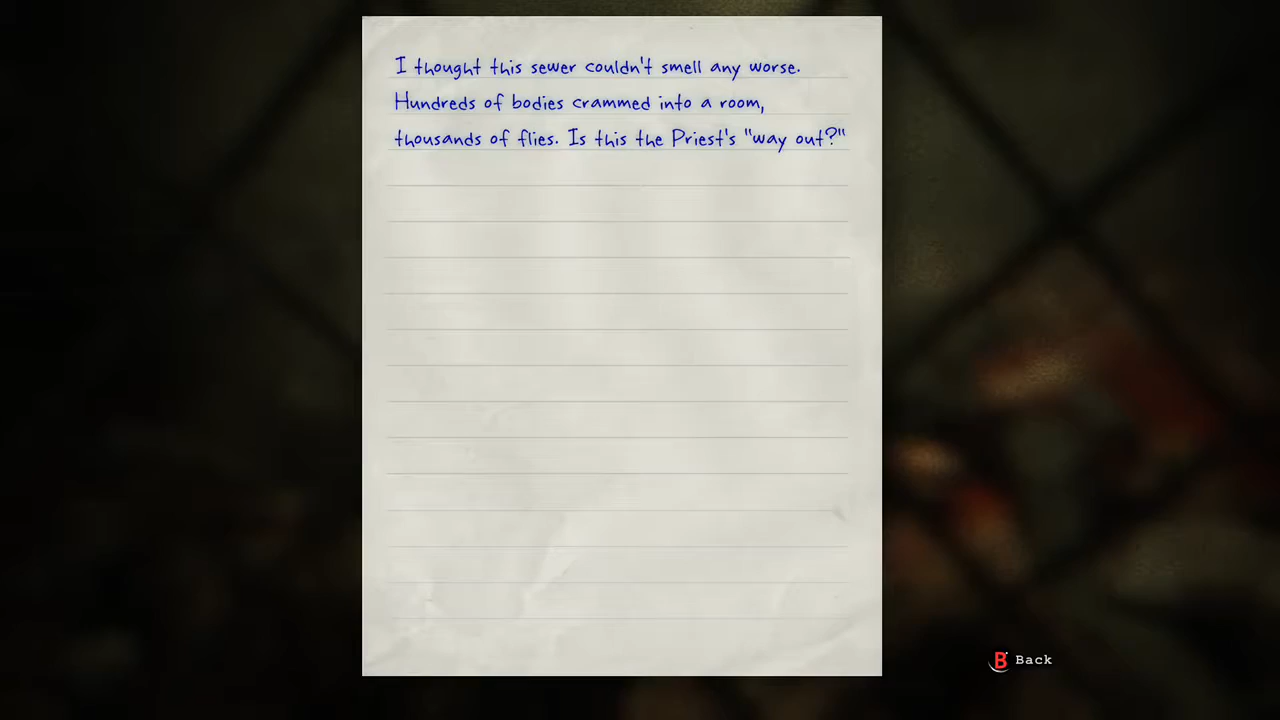 I thought this sewer couldn't smell any worse.
Hundreds of bodies crammed into a room,
thousands of flies. Is this the Priest's "way out?"
B Back